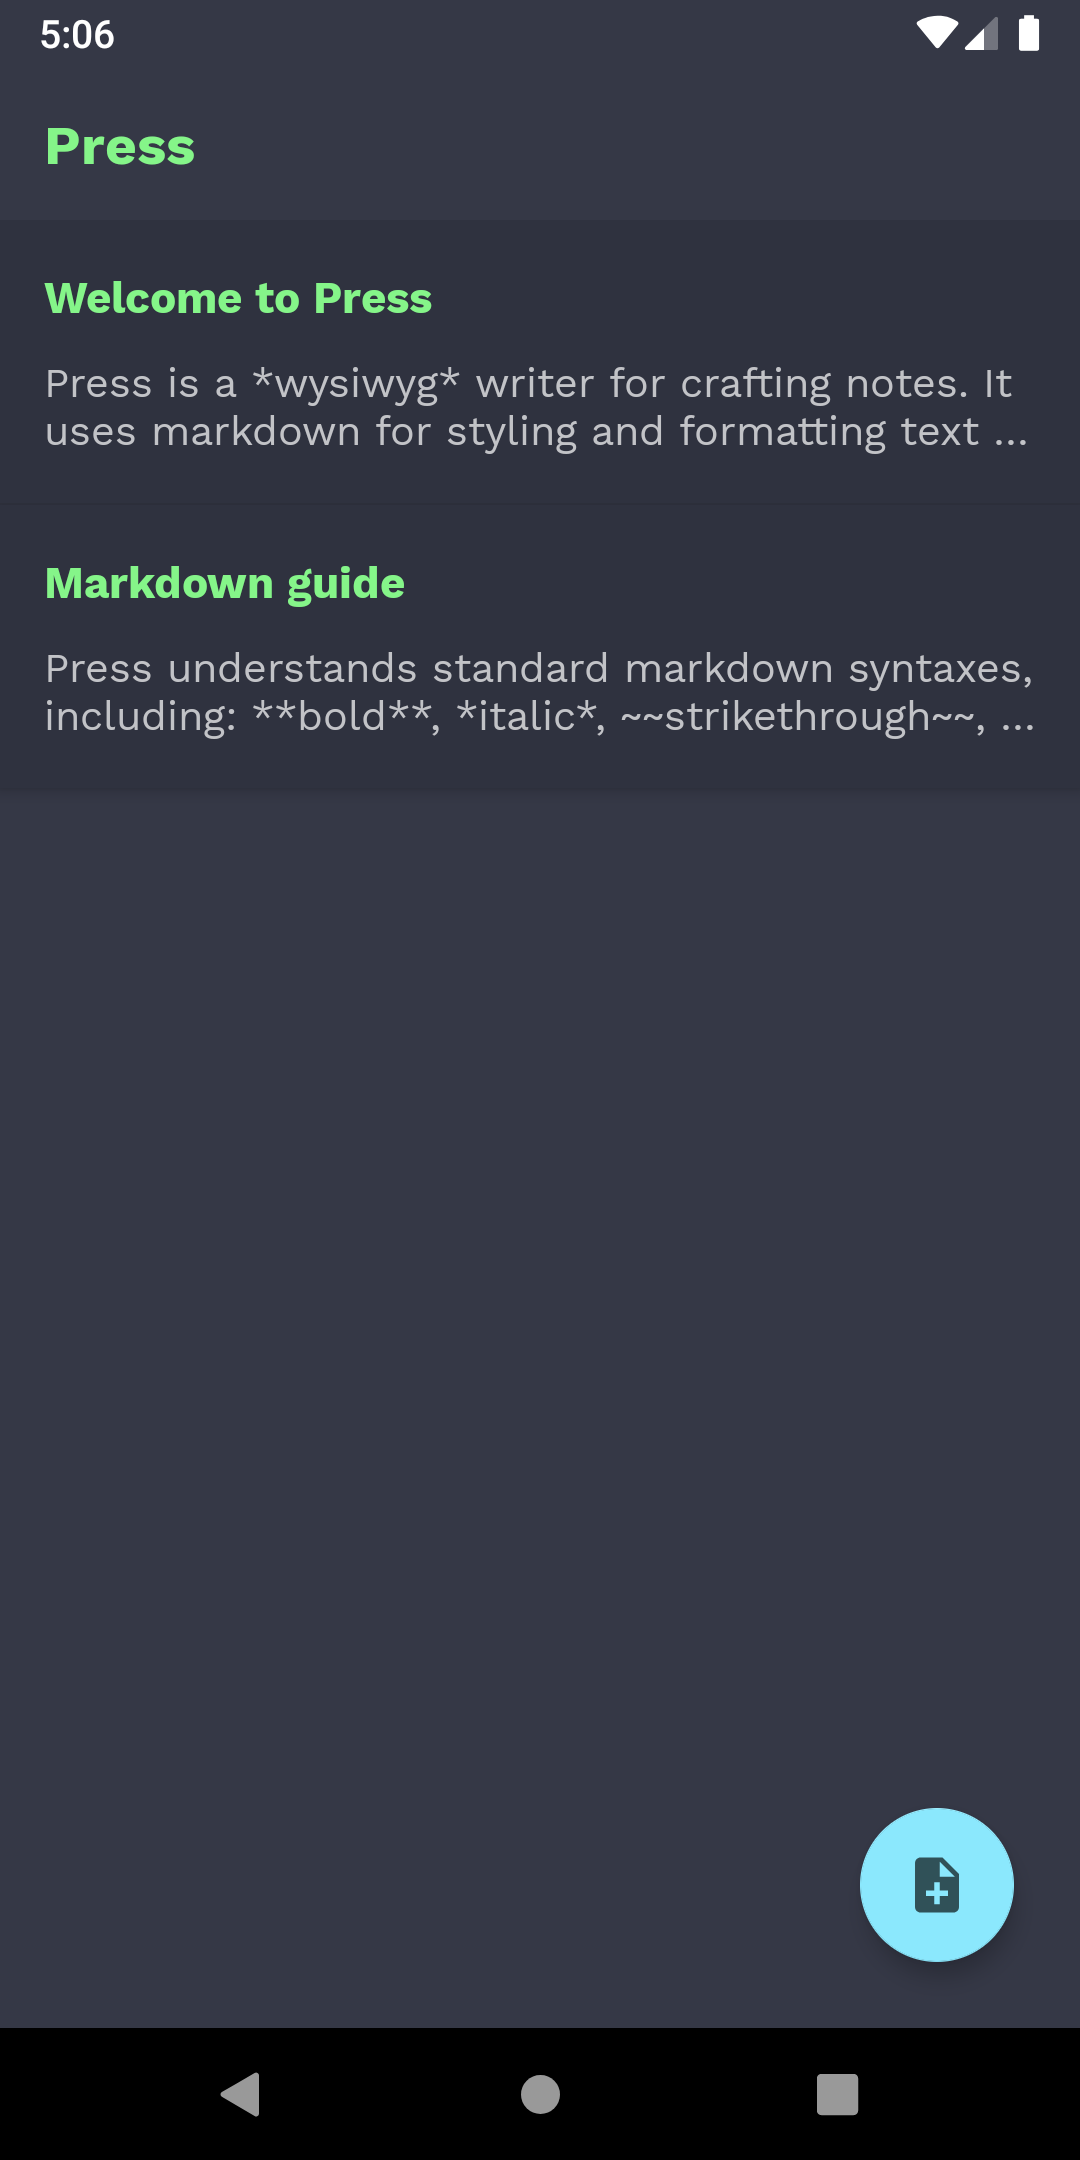 5:06
Press
Welcome to Press
Press is a *wysiwyg* writer for crafting notes. It
uses markdown for styling and formatting text ...
Markdown guide
Press understands standard markdown syntaxes,
including: **bold**, *italic*, ~~strikethrough~~, ...